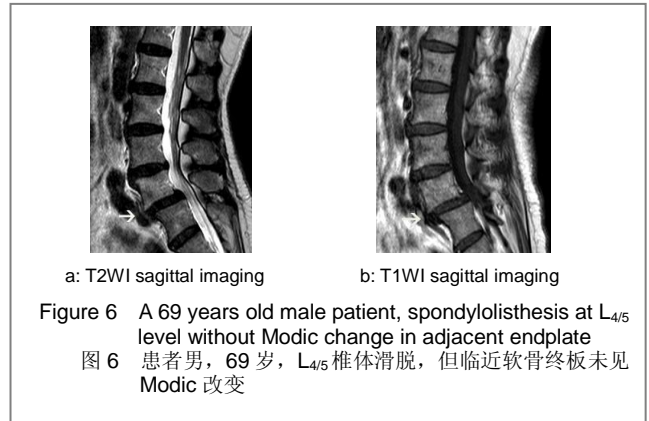 a: T2WI sagittal imaging
b: T1WI sagittal imaging
Figure 6 A 69 years old male patient, spondylolisthesis at L4/5
level without Modic change in adjacent endplate
图 6 患者男，69 岁，L4/5 椎体滑脱，但临近软骨终板未见
Modic 改变